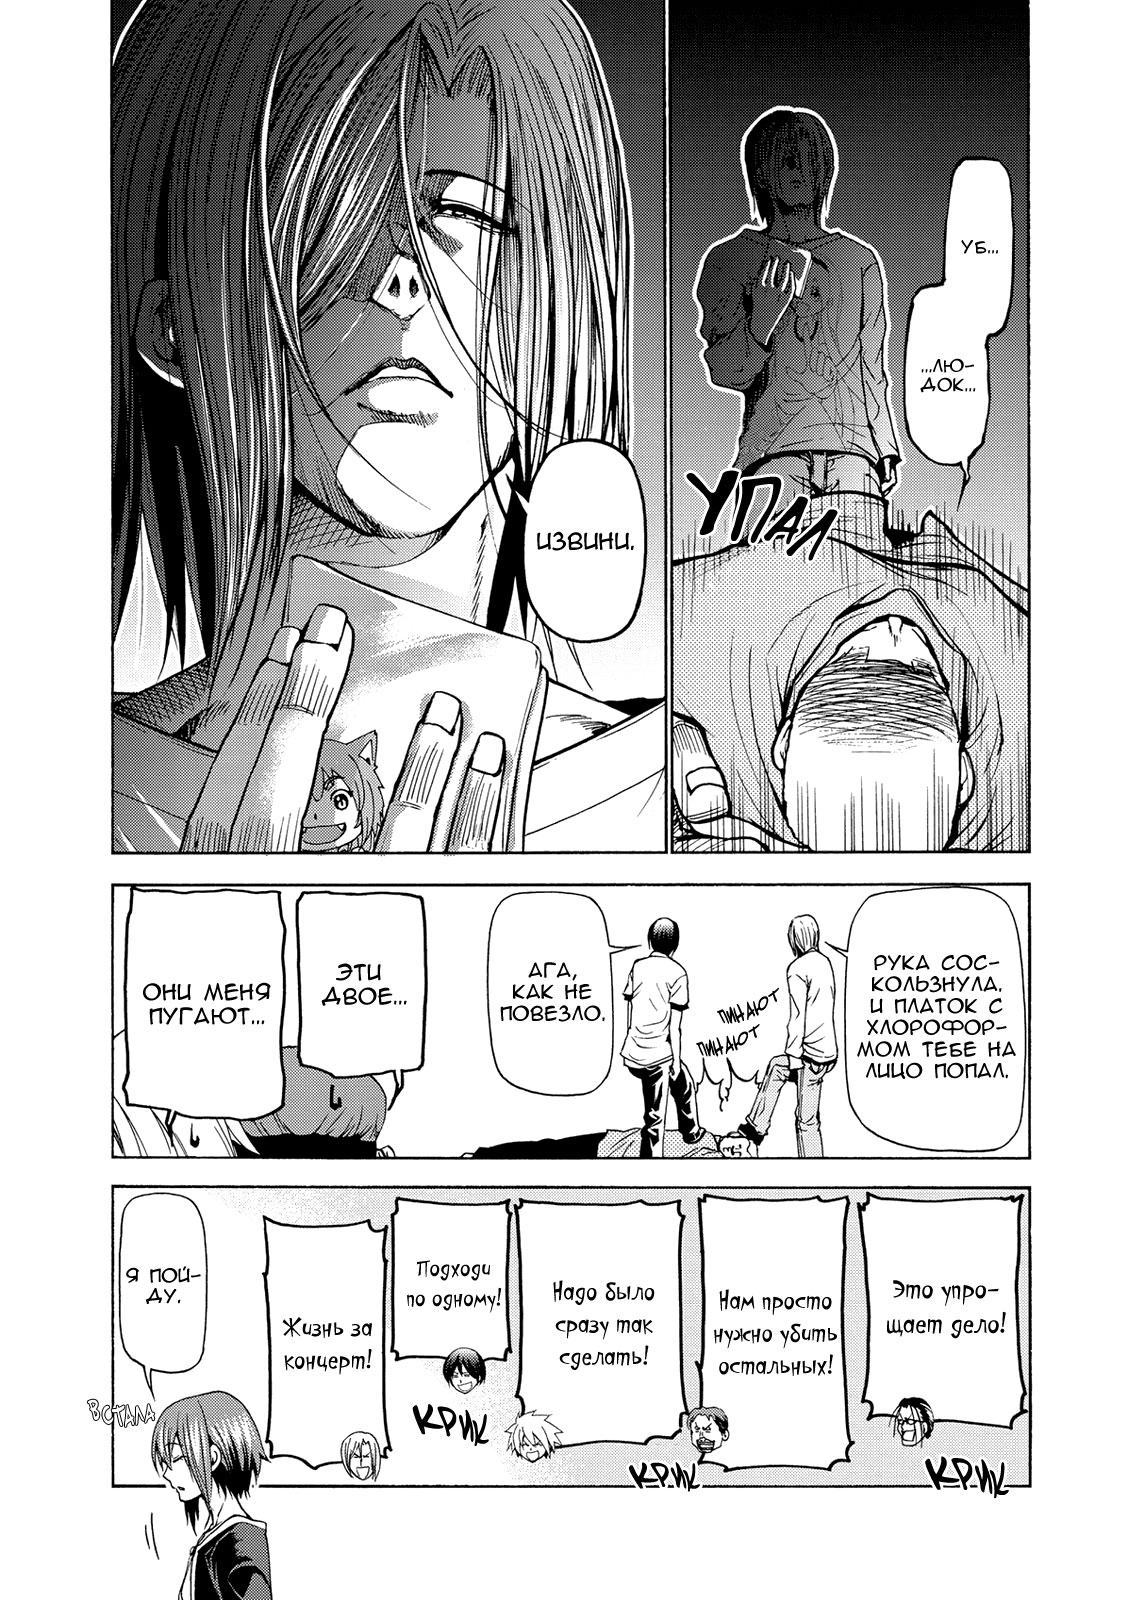 УБ...
...ЛЮ-
ДОК...
УПАЛ
ИЗВИНИ.
РУКА СОС-
КОЛЬЗНУЛА,
И ПЛАТОК С
ХЛОРОФОР-
МОМ ТЕБЕ НА
ЛИЦО ПОПАЛ.
ПИНАЮТ
ПИНАЮТ
АГА,
КАК НЕ
ПОВЕЗЛО.
ЭТИ
ДВОЕ...
ОНИ МЕНЯ
ПУГАЮТ...
Это упро-
щает дело!
КРИК
Нам просто
нужно убить
остальных!
КРИК
Надо было
сразу так
сделать!
Подходи
по одному!
КРИК
Жизнь за
концерт!
Я ПОЙ-
ДУ.
ВСТАЛА